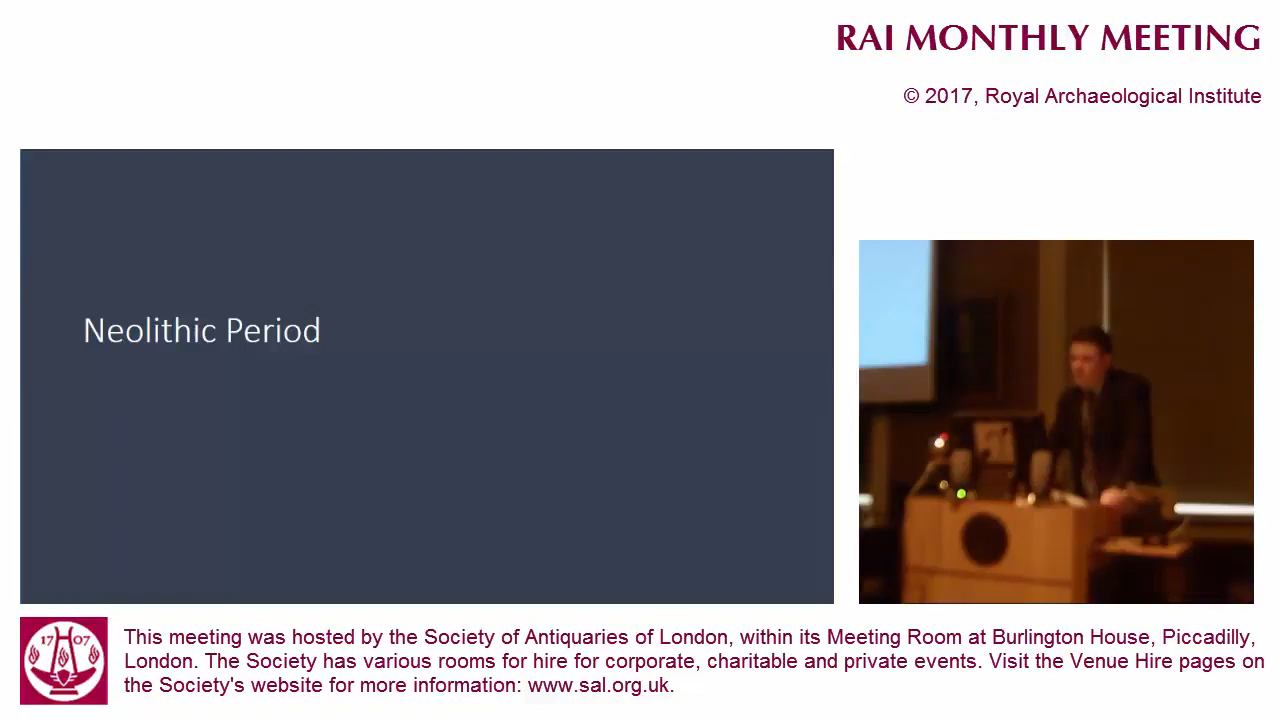 RAI MONTHLY MEETING
© 2017, Royal Archaeological Institute
Neolithic Period
17 07
This meeting was hosted by the Society of Antiquaries of London, within its Meeting Room at Burlington House, Piccadilly,
London. The Society has various rooms for hire for corporate, charitable and private events. Visit the Venue Hire pages on
the Society's website for more information: www.sal.org.uk.